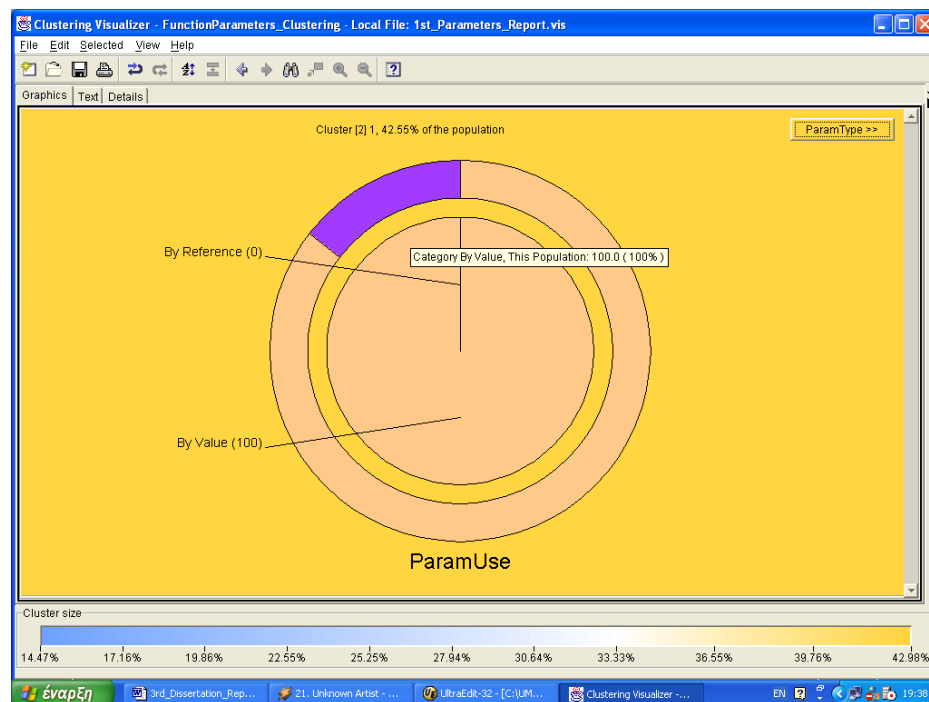 Clustering Visualizer - FunctionParameters_Clustering - Local File: 1st_Parameters_Report.vis
File Edit Selected View Help
Graphics Text Details
Cluster [2] 1, 42.55% of the population
ParamType >>
By Reference (0)
Category By Value, This Population: 100.0 ( 100% )
By Value (100)
ParamUse
Cluster size
14.47% 17.16% 19.86% 22.55% 25.25% 27.94% 30.64% 33.33% 36.55% 39.76% 42.98%
έναρξη 3rd_Dissertation_Rep... 21. Unknown Artist - ... UltraEdit-32 - [C:\UM... Clustering Visualizer -... EN 19:38